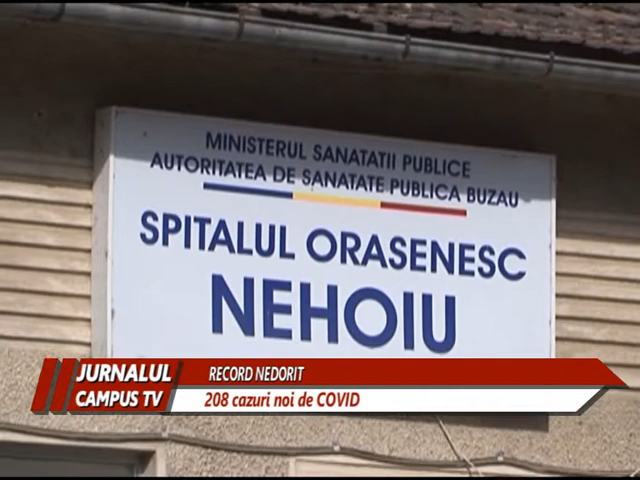 MINISTERUL SANATATII PUBLICE
AUTORITATEA DE SANATATE PUBLICA BUZAU
SPITALUL ORASENESC
NEHOIU
JURNALUL
CAMPUS TV
RECORD NEDORIT
208 cazuri noi de COVID